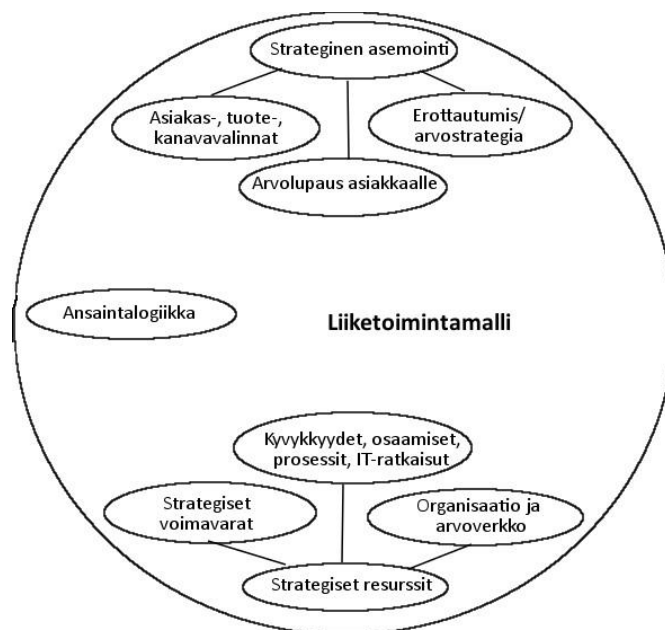 Strateginen asemointi
Asiakas-, tuote-,
kanavavalinnat
Erottautumis/
arvostrategia
Arvolupaus asiakkaalle
Ansaintalogiikka
Liiketoimintamalli
Kyvykkyydet, osaamiset,
prosessit, IT-ratkaisut
Strategiset
voimavarat
Organisaatio ja
arvoverkko
Strategiset resurssit